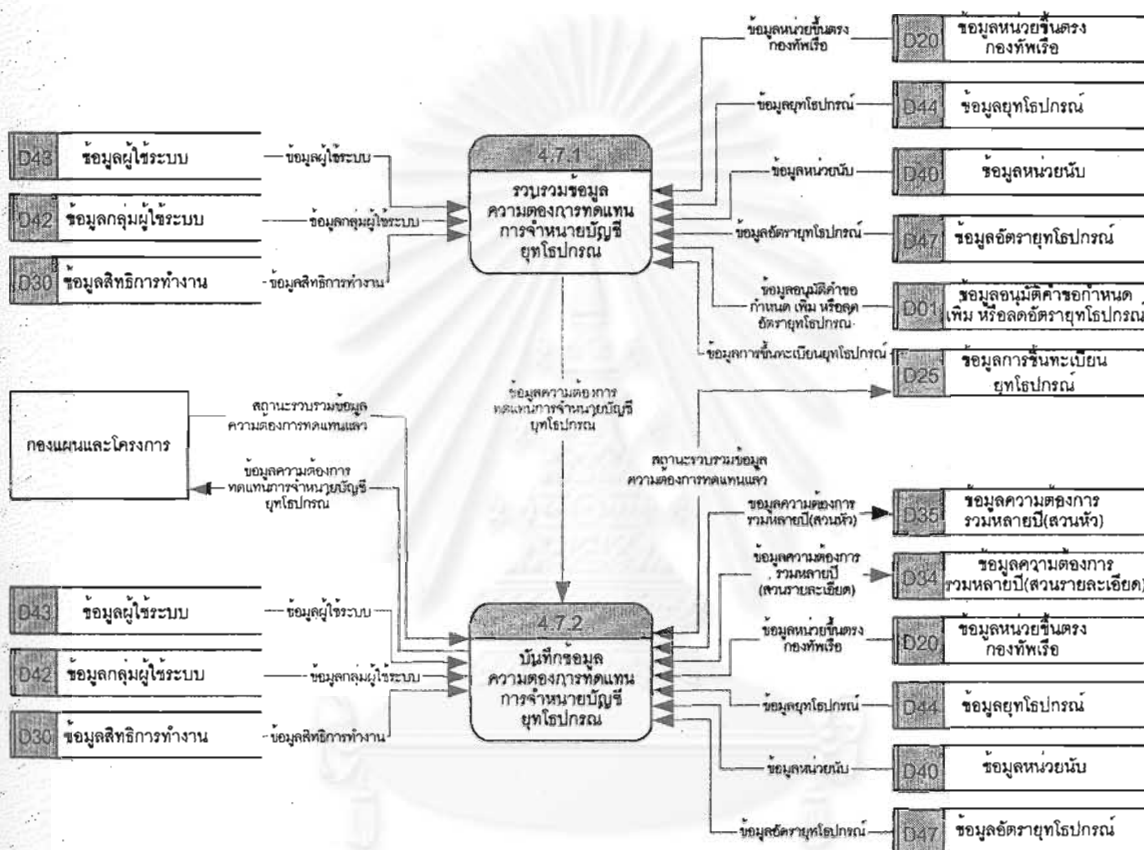 ข้อมูลหน่วยขึ้นตรง
กองทัพเรือ
D20
ข้อมูลหน่วยขึ้นตรง
กองทัพเรือ
ข้อมูลยุทโธปกรณ์
D44
ข้อมูลยุทโธปกรณ์
D43
ข้อมูลผู้ใช้ระบบ
ข้อมูลผู้ใช้ระบบ
4.7.1
รวบรวมข้อมูล
ความต้องการทดแทน
การจำหน่ายบัญชี
ยุทโธปกรณ์
ข้อมูลหน่วยนับ
D40
ข้อมูลหน่วยนับ
D42
ข้อมูลกลุ่มผู้ใช้ระบบ
ข้อมูลกลุ่มผู้ใช้ระบบ
ข้อมูลอัตรายุทโธปกรณ์
D47
ข้อมูลอัตรายุทโธปกรณ์
D30
ข้อมูลสิทธิการทำงาน
ข้อมูลสิทธิการทำงาน
ข้อมูลอนุมัติคำขอ
กำหนด เพิ่ม หรือลด
อัตรายุทโธปกรณ์
D01
ข้อมูลอนุมัติคำขอกำหนด
เพิ่ม หรือลดอัตรายุทโธปกรณ์
ข้อมูลการขึ้นทะเบียนยุทโธปกรณ์
D25
ข้อมูลการขึ้นทะเบียน
ยุทโธปกรณ์
ข้อมูลความต้องการ
ทดแทนการจำหน่ายบัญชี
ยุทโธปกรณ์
กองแผนและโครงการ
สถานะรวบรวมข้อมูล
ความต้องการทดแทนแล้ว
ข้อมูลความต้องการ
ทดแทนการจำหน่ายบัญชี
ยุทโธปกรณ์
สถานะรวบรวมข้อมูล
ความต้องการทดแทนแล้ว
ข้อมูลความต้องการ
รวมหลายปี(ส่วนหัว)
D35
ข้อมูลความต้องการ
รวมหลายปี(ส่วนหัว)
ข้อมูลความต้องการ
รวมหลายปี
(ส่วนรายละเอียด)
D34
ข้อมูลความต้องการ
รวมหลายปี(ส่วนรายละเอียด)
D43
ข้อมูลผู้ใช้ระบบ
ข้อมูลผู้ใช้ระบบ
4.7.2
บันทึกข้อมูล
ความต้องการทดแทน
การจำหน่ายบัญชี
ยุทโธปกรณ์
ข้อมูลหน่วยขึ้นตรง
กองทัพเรือ
D20
ข้อมูลหน่วยขึ้นตรง
กองทัพเรือ
D42
ข้อมูลกลุ่มผู้ใช้ระบบ
ข้อมูลกลุ่มผู้ใช้ระบบ
ข้อมูลยุทโธปกรณ์
D44
ข้อมูลยุทโธปกรณ์
D30
ข้อมูลสิทธิการทำงาน
ข้อมูลสิทธิการทำงาน
ข้อมูลหน่วยนับ
D40
ข้อมูลหน่วยนับ
ข้อมูลอัตรายุทโธปกรณ์
D47
ข้อมูลอัตรายุทโธปกรณ์